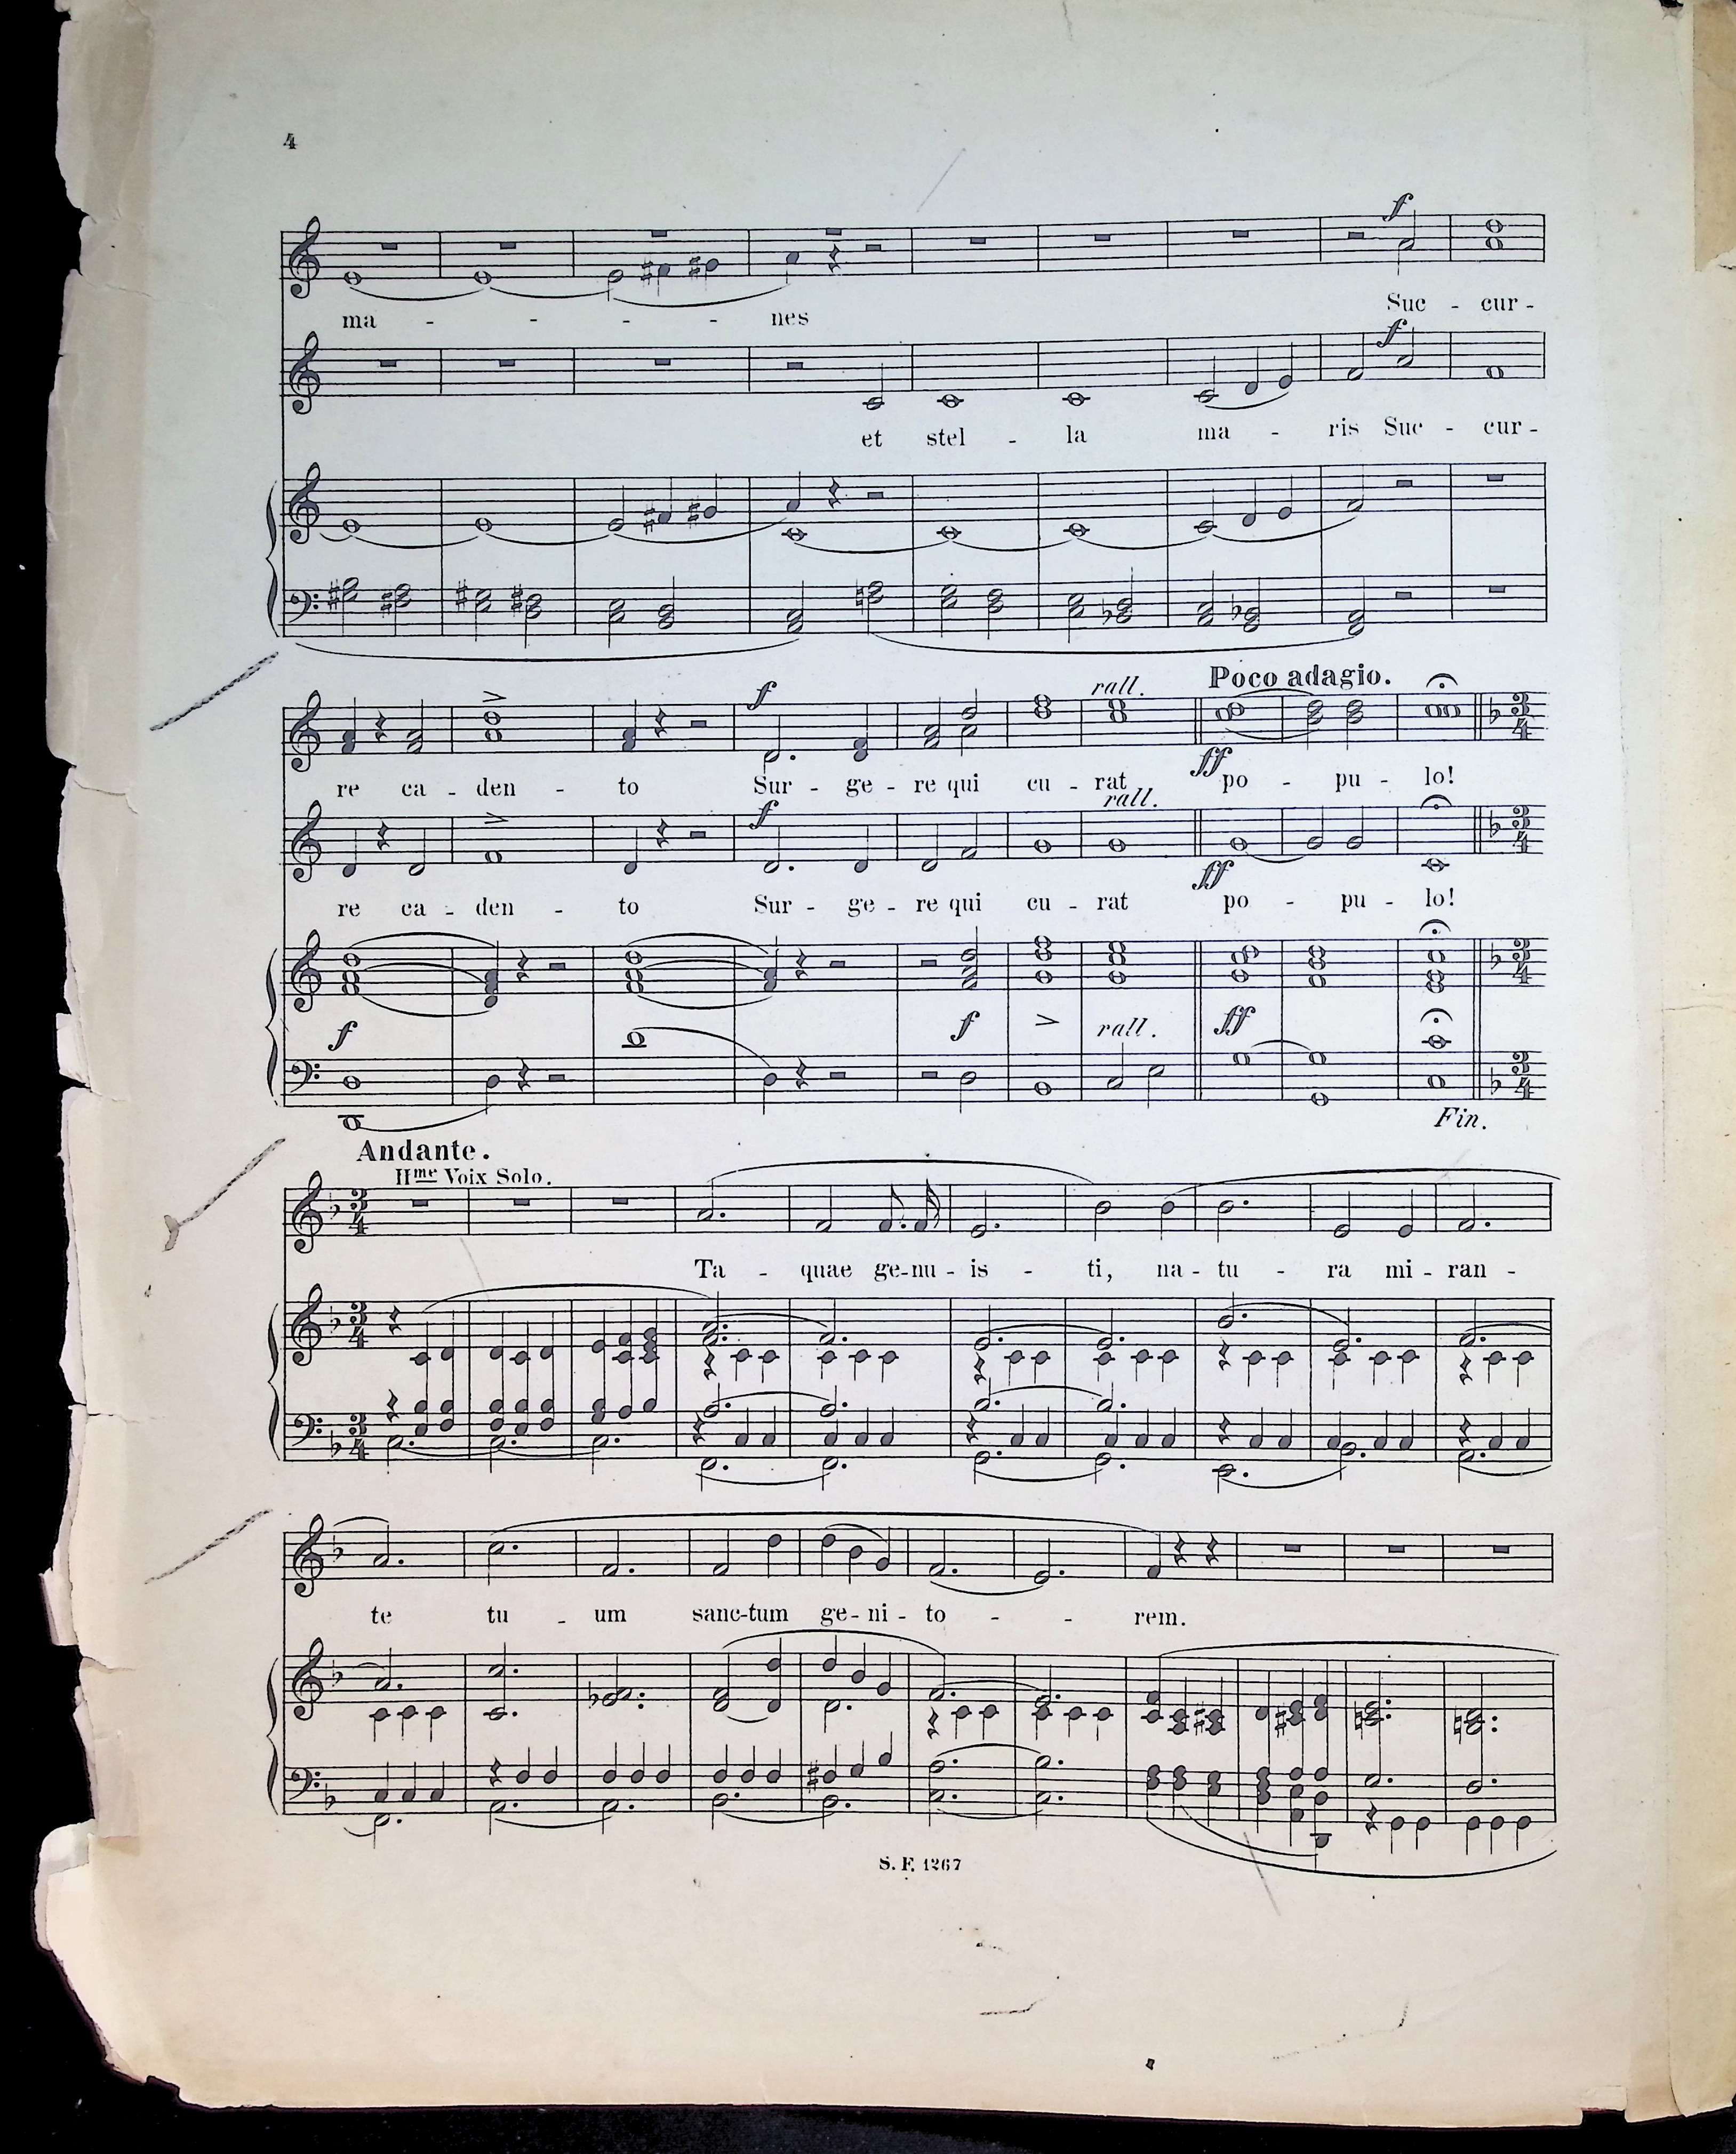 4
f
ma - - - - nes Suc - cur -
f
et stel - la ma - ris Suc - cur -
Poco adagio.
f rall.
ff
re ca - den - to Sur - ge - re qui cu - rat po - pu - lo!
f rall.
ff
re ca - den - to Sur - ge - re qui cu - rat po - pu - lo!
f f rall. ff
Fin.
Andante.
IIme Voix Solo.
3 4
Ta - quae ge-nu - is - ti, na - tu - ra mi - ran -
te tu - um sanc-tum ge - ni - to - - rem.
S. F. 1267